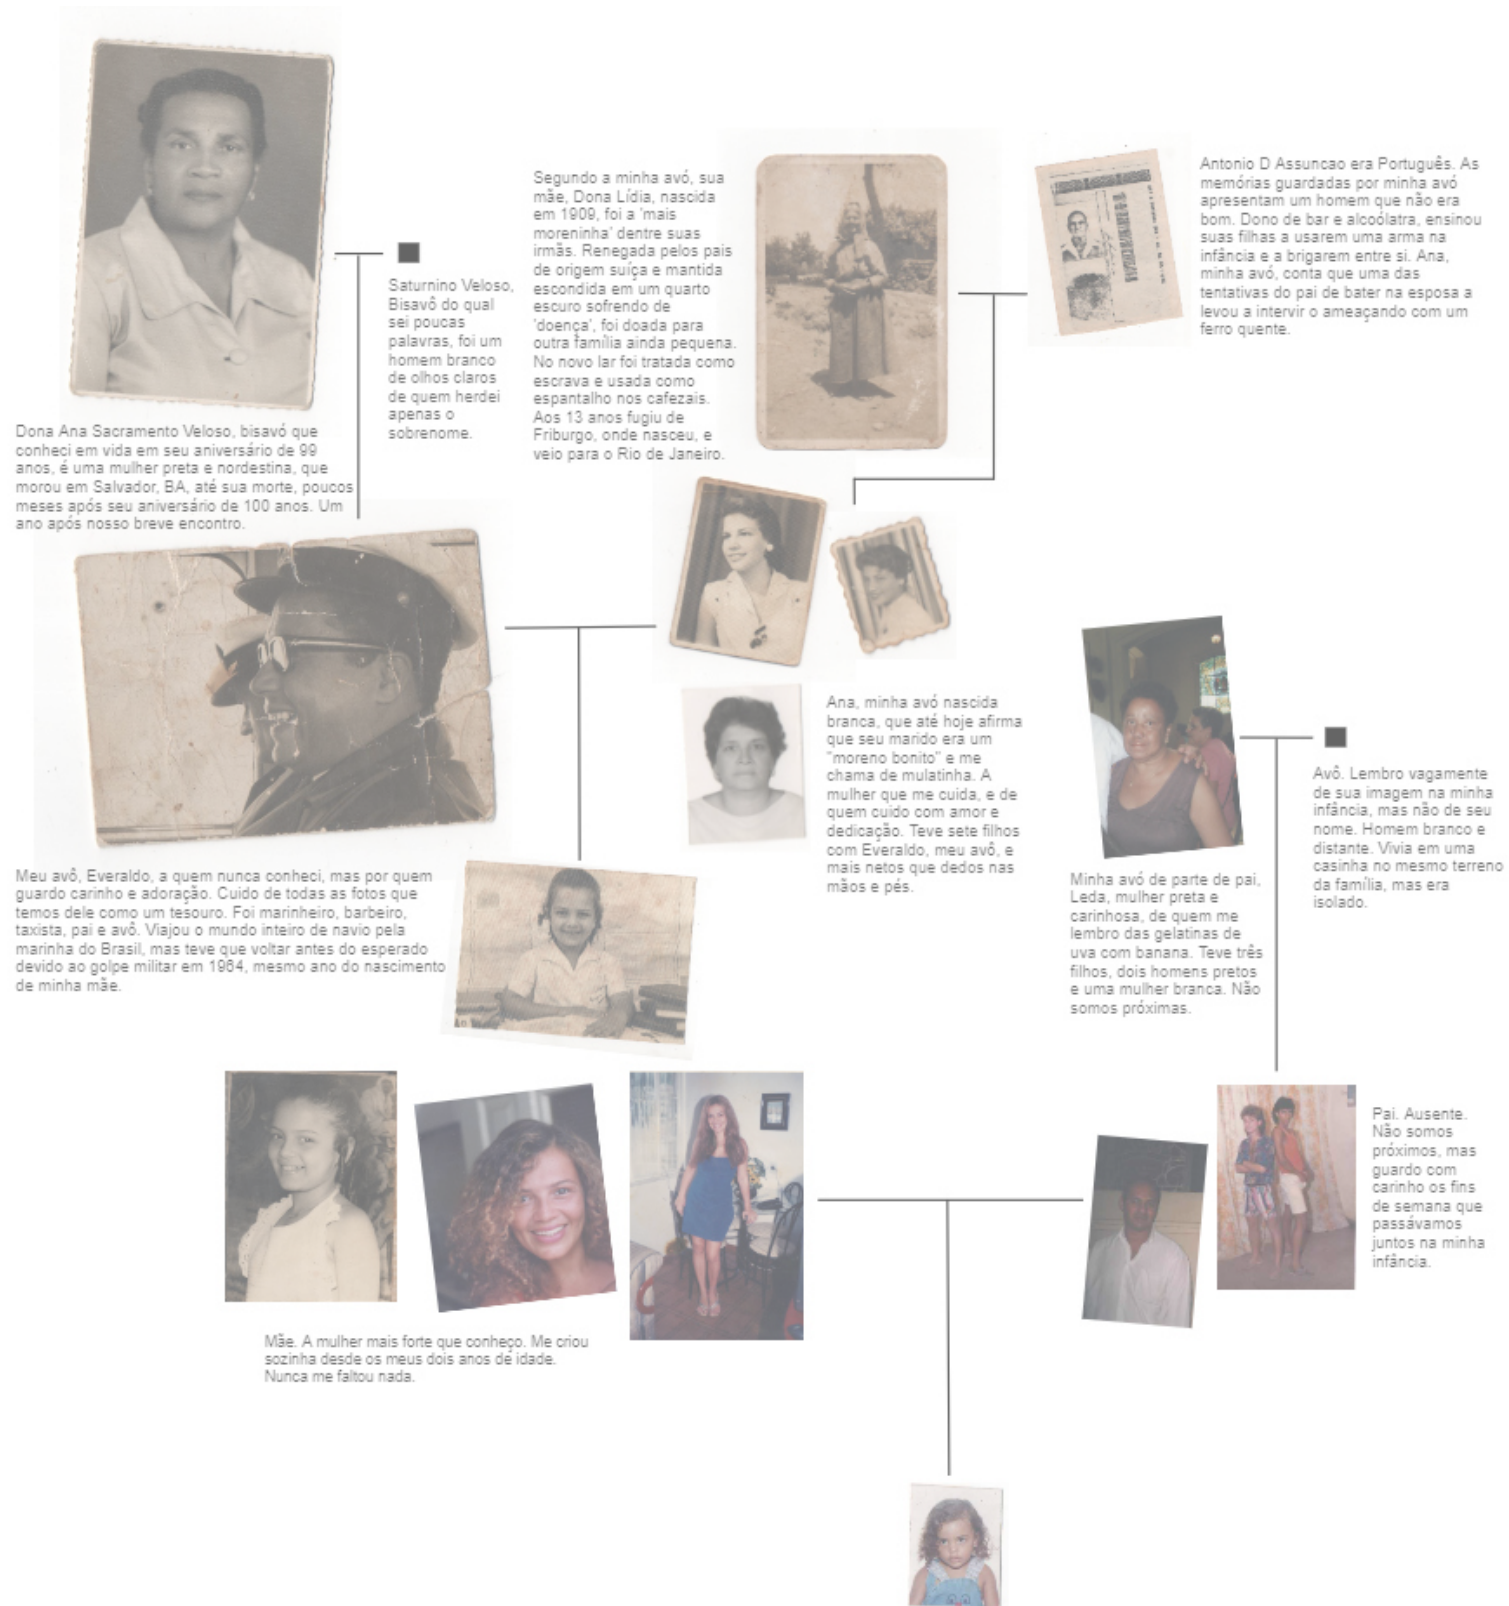 Segundo a minha avó, sua
mãe, Dona Lídia, nascida
em 1909, foi a 'mais
moreninha' dentre suas
irmãs. Renegada pelos pais
de origem suíça e mantida
escondida em um quarto
escuro sofrendo de
'doença', foi doada para
outra família ainda pequena.
No novo lar foi tratada como
escrava e usada como
espantalho nos cafezais.
Aos 13 anos fugiu de
Friburgo, onde nasceu, e
veio para o Rio de Janeiro.
Antonio D Assuncao era Português. As
memórias guardadas por minha avó
apresentam um homem que não era
bom. Dono de bar e alcoólatra, ensinou
suas filhas a usarem uma arma na
infância e a brigarem entre si. Ana,
minha avó, conta que uma das
tentativas do pai de bater na esposa a
levou a intervir o ameaçando com um
ferro quente.
Saturnino Veloso,
Bisavô do qual
sei poucas
palavras, foi um
homem branco
de olhos claros
de quem herdei
apenas o
sobrenome.
Dona Ana Sacramento Veloso, bisavó que
conheci em vida em seu aniversário de 99
anos, é uma mulher preta e nordestina, que
morou em Salvador, BA, até sua morte, poucos
meses após seu aniversário de 100 anos. Um
ano após nosso breve encontro.
Ana, minha avó nascida
branca, que até hoje afirma
que seu marido era um
"moreno bonito" e me
chama de mulatinha. A
mulher que me cuida, e de
quem cuido com amor e
dedicação. Teve sete filhos
com Everaldo, meu avô, e
mais netos que dedos nas
mãos e pés.
Avô. Lembro vagamente
de sua imagem na minha
infância, mas não de seu
nome. Homem branco e
distante. Vivia em uma
casinha no mesmo terreno
da família, mas era
isolado.
Meu avô, Everaldo, a quem nunca conheci, mas por quem
guardo carinho e adoração. Cuido de todas as fotos que
temos dele como um tesouro. Foi marinheiro, barbeiro,
taxista, pai e avô. Viajou o mundo inteiro de navio pela
marinha do Brasil, mas teve que voltar antes do esperado
devido ao golpe militar em 1964, mesmo ano do nascimento
de minha mãe.
Minha avó de parte de pai,
Leda, mulher preta e
carinhosa, de quem me
lembro das gelatinas de
uva com banana. Teve três
filhos, dois homens pretos
e uma mulher branca. Não
somos próximas.
Pai. Ausente.
Não somos
próximos, mas
guardo com
carinho os fins
de semana que
passávamos
juntos na minha
infância.
Mãe. A mulher mais forte que conheço. Me criou
sozinha desde os meus dois anos de idade.
Nunca me faltou nada.